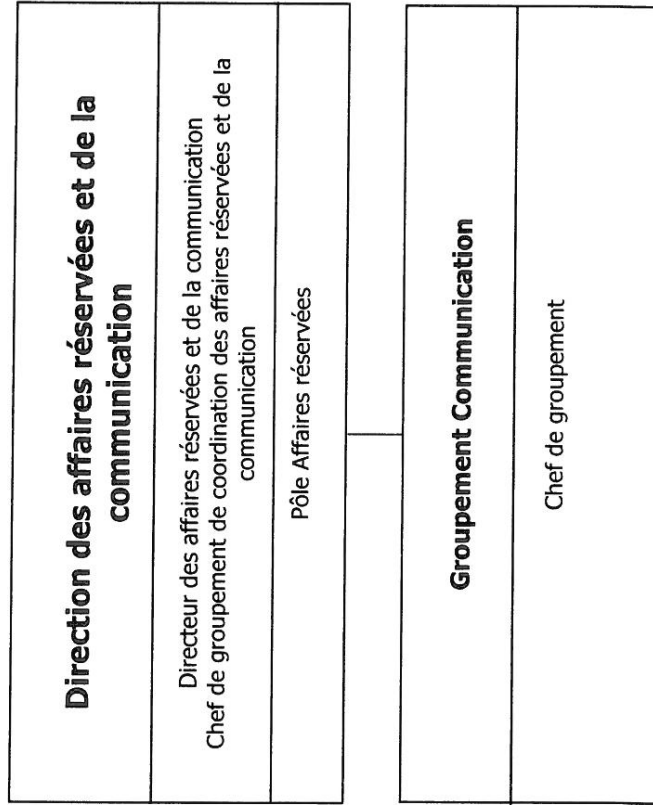 Direction des affaires réservées et de la
communication
Directeur des affaires réservées et de la communication
Chef de groupement de coordination des affaires réservées et de la
communication
Pôle Affaires réservées
Groupement Communication
Chef de groupement